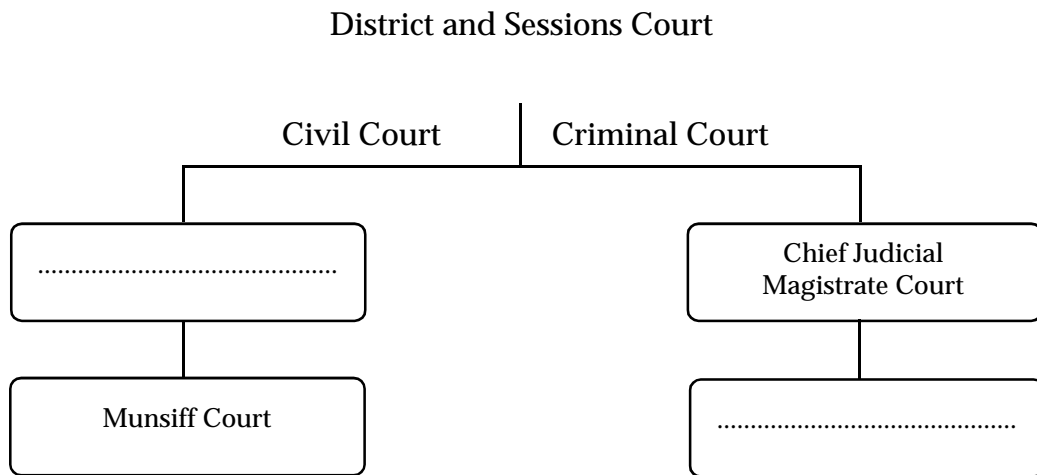 District and Sessions Court
Civil Court
Criminal Court
.............................................
Chief Judicial
Magistrate Court
Munsiff Court
.............................................